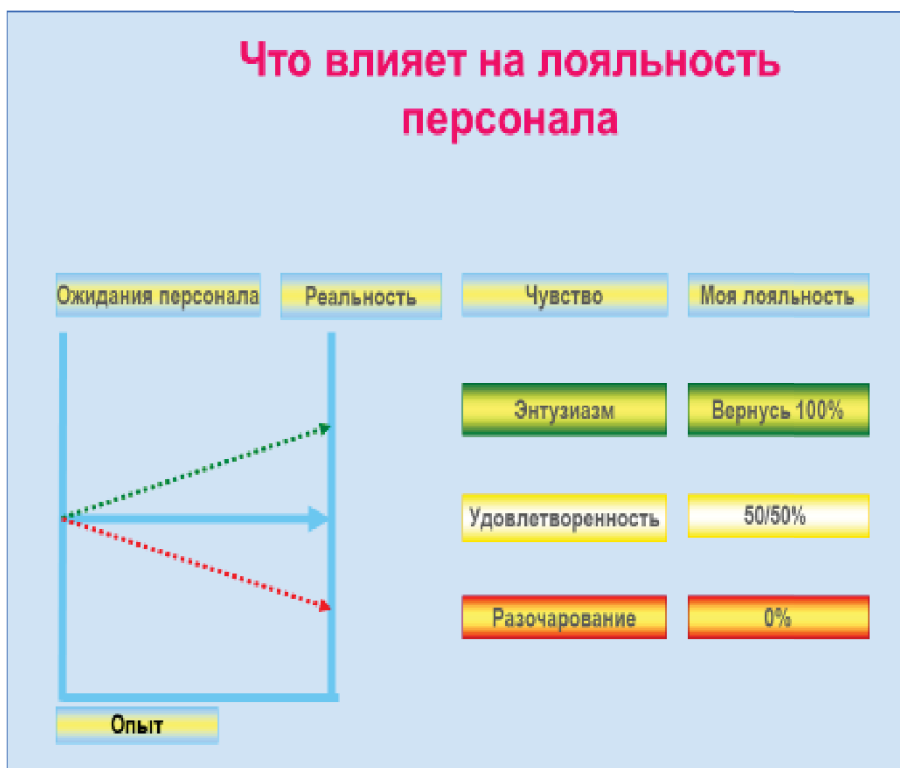 Что влияет на лояльность
персонала
Ожидания персонала
Реальность
Чувство
Моя лояльность
Энтузиазм
Вернусь 100%
Удовлетворенность
50/50%
Разочарование
0%
Опыт